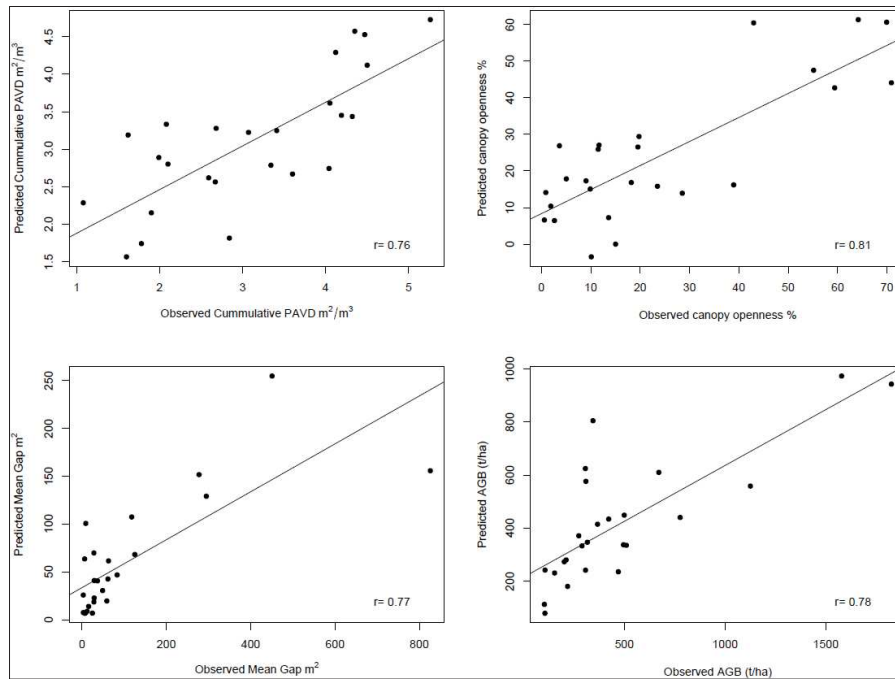 Predicted Cummulative PAVD m²/m³
4.5
4.0
3.5
3.0
2.5
2.0
1.5
r= 0.76
1 2 3 4 5
Observed Cummulative PAVD m²/m³
Predicted canopy openness %
60
50
40
30
20
10
0
r= 0.81
0 10 20 30 40 50 60 70
Observed canopy openness %
Predicted Mean Gap m²
250
200
150
100
50
0
r= 0.77
0 200 400 600 800
Observed Mean Gap m²
Predicted AGB (t/ha)
1000
800
600
400
200
r= 0.78
500 1000 1500
Observed AGB (t/ha)